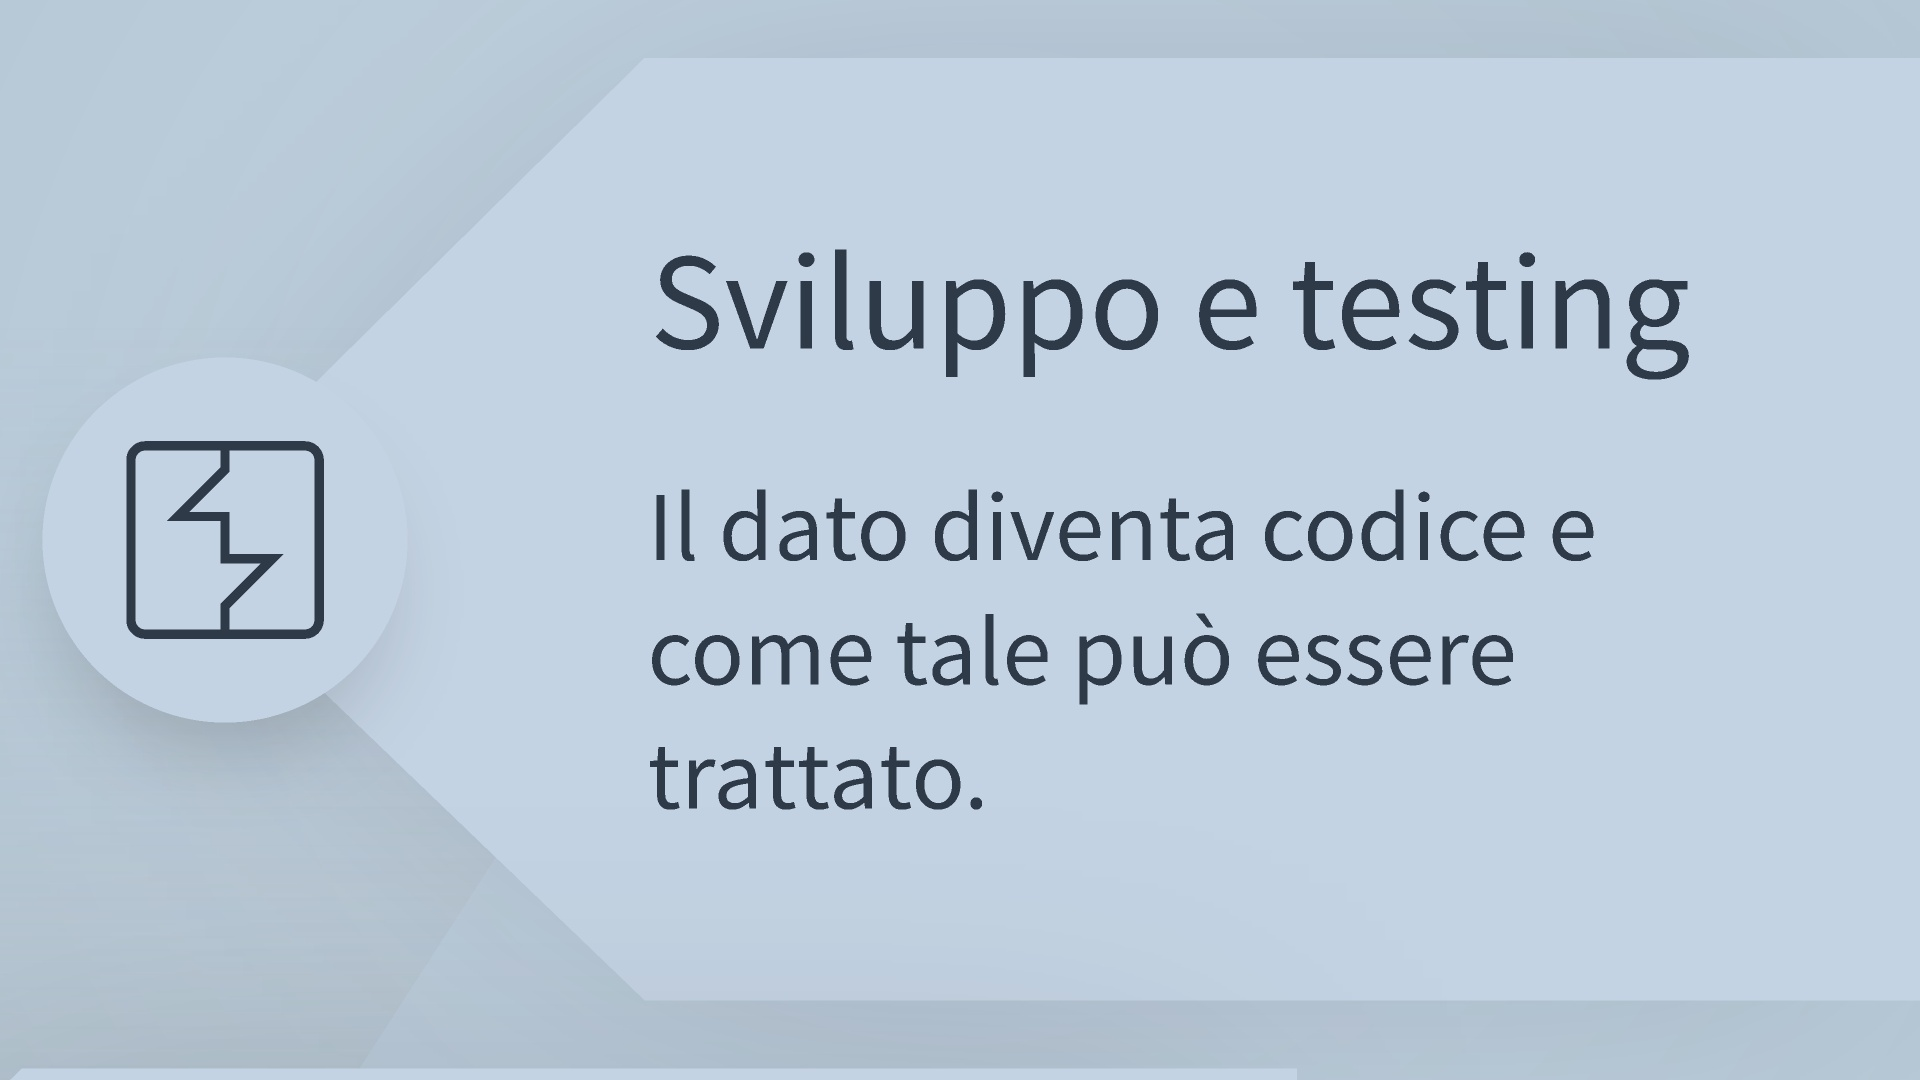 Sviluppo e testing
Il dato diventa codice e
come tale può essere
trattato.